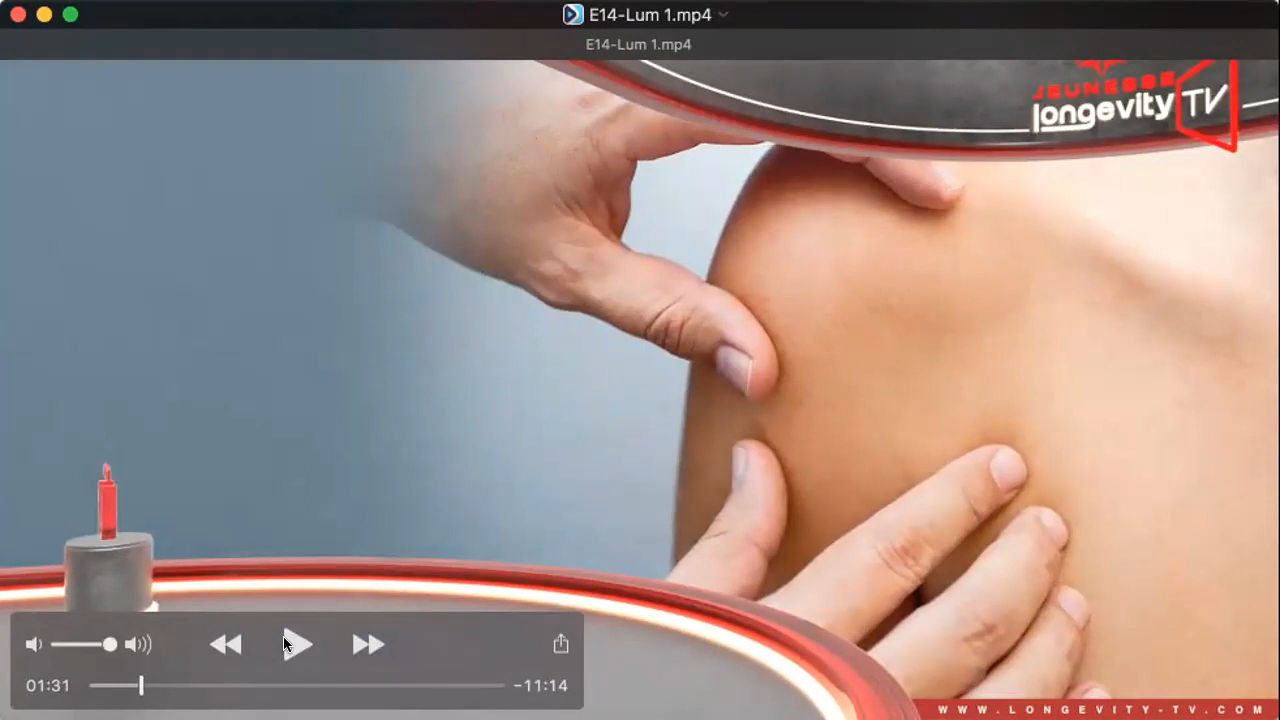 E14-Lum 1.mp4
E14-Lum 1.mp4
JEUNESSE
longevity TV
01:31
-11:14
WWW.LONGEVITY-TV.COM